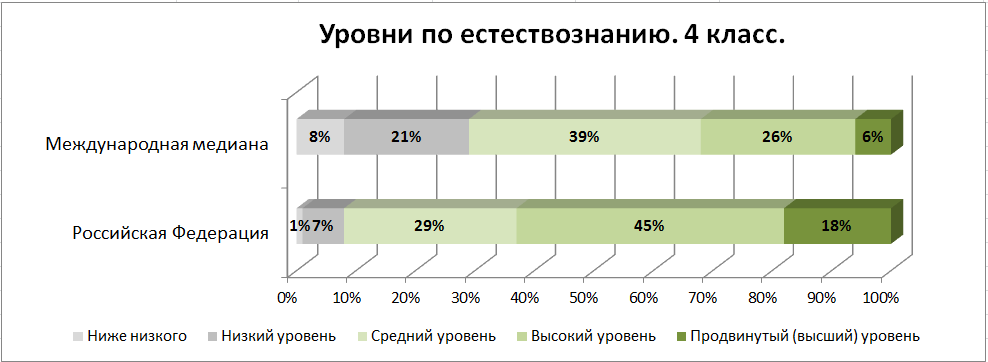 Уровни по естествознанию. 4 класс.
Международная медиана
8% 21% 39% 26% 6%
Российская Федерация
1% 7% 29% 45% 18%
0% 10% 20% 30% 40% 50% 60% 70% 80% 90% 100%
Ниже низкого Низкий уровень Средний уровень Высокий уровень Продвинутый (высший) уровень